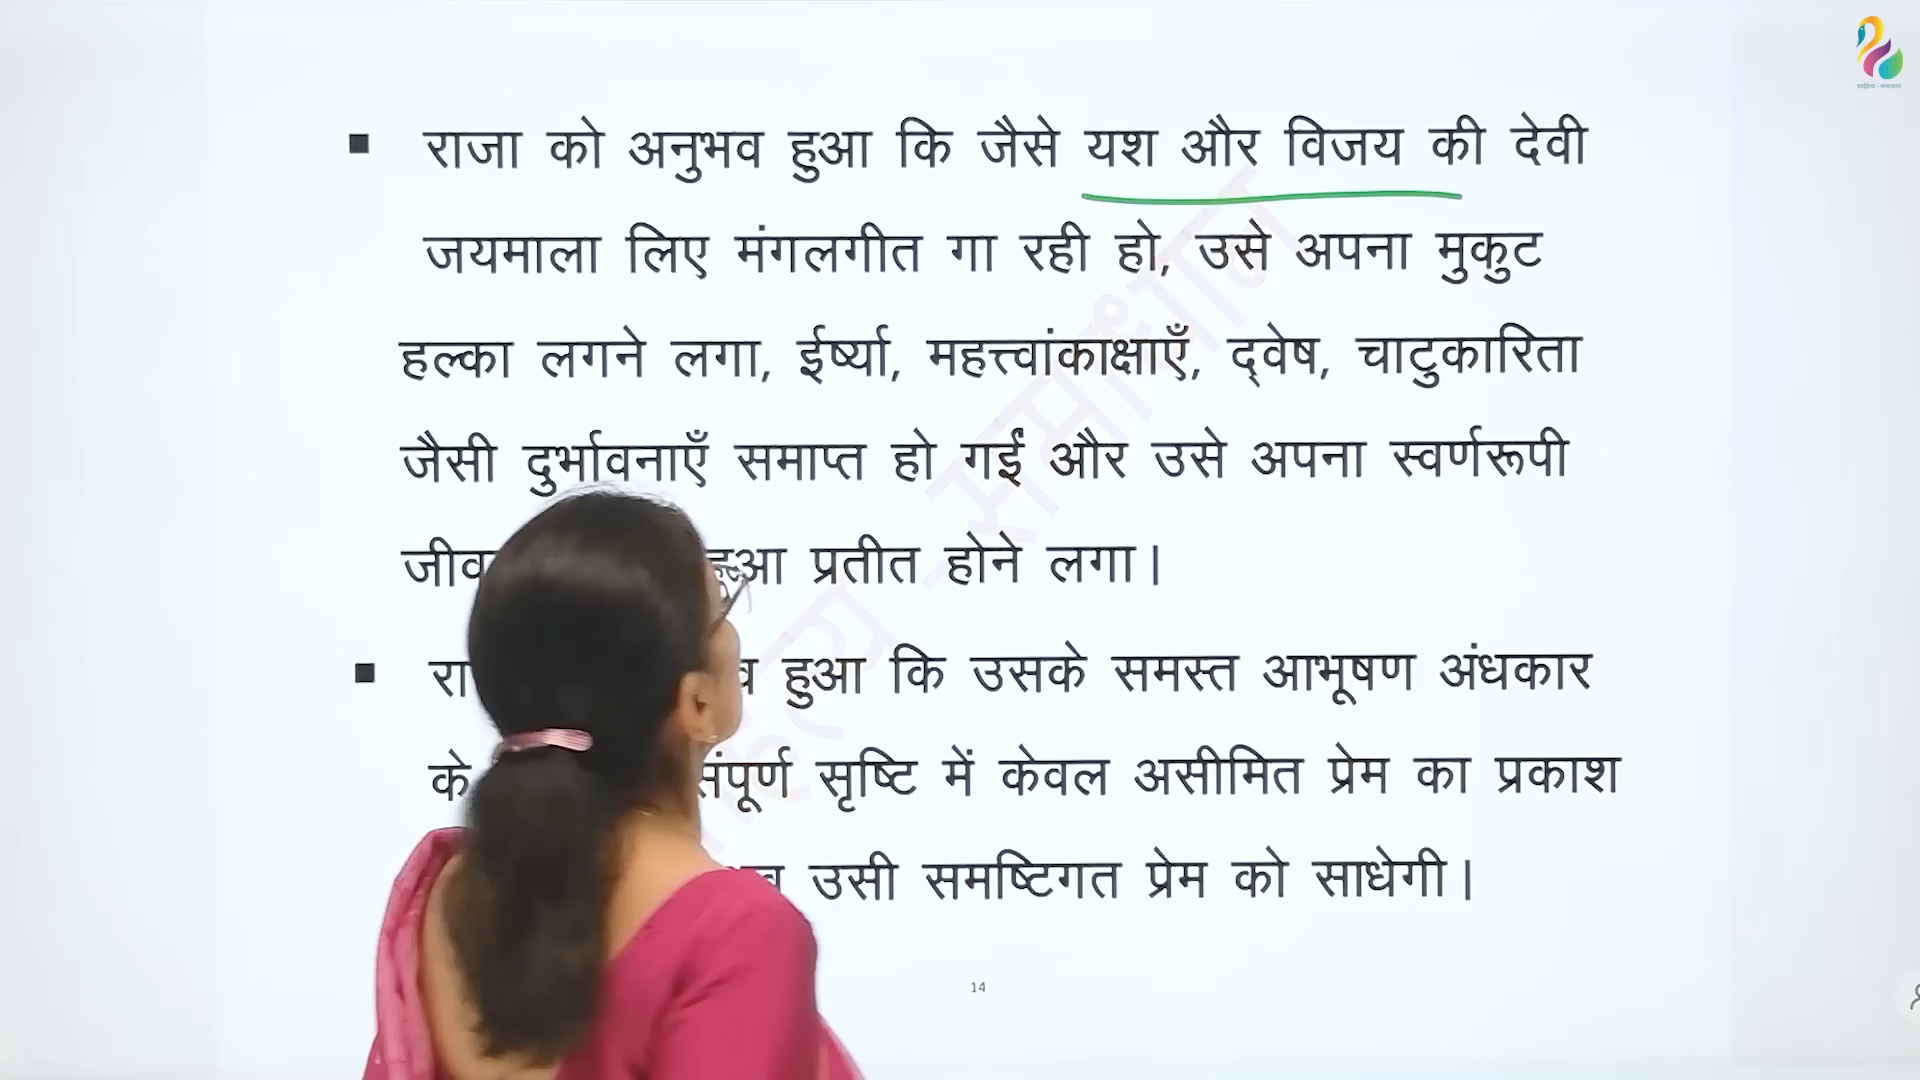 ▪ राजा को अनुभव हुआ कि जैसे यश और विजय की देवी
जयमाला लिए मंगलगीत गा रही हो, उसे अपना मुकुट
हल्का लगने लगा, ईर्ष्या, महत्त्वांकाक्षाएँ, द्वेष, चाटुकारिता
जैसी दुर्भावनाएँ समाप्त हो गईं और उसे अपना स्वर्णरूपी
हुआ प्रतीत होने लगा।
▪ हुआ कि उसके समस्त आभूषण अंधकार
के संपूर्ण सृष्टि में केवल असीमित प्रेम का प्रकाश
उसी समष्टिगत प्रेम को साधेगी।
14
साहित्य - समाधान